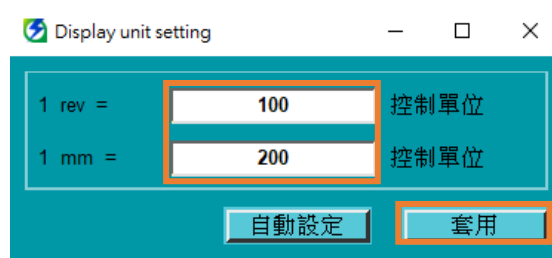 Display unit setting
1 rev = 100 控制單位
1 mm = 200 控制單位
自動設定 套用